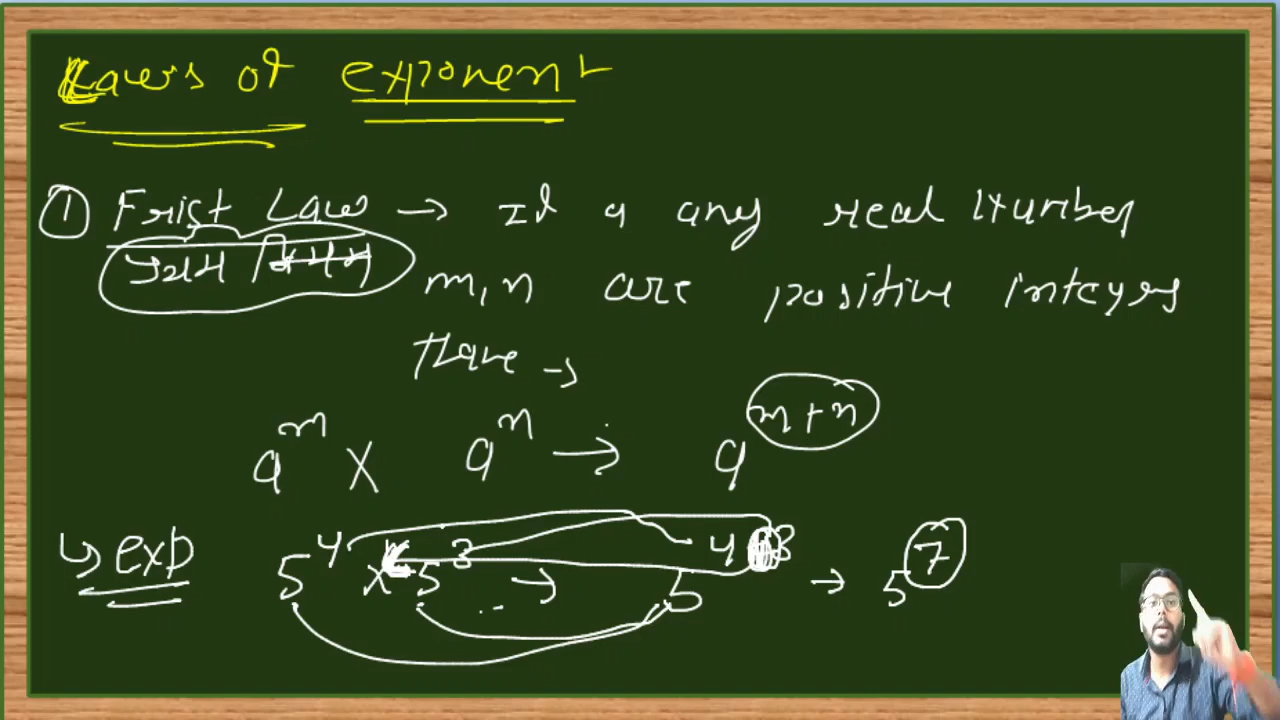 Laws of exponent
① Frist Law → If a any real Number
प्रथम नियम
m, n are positive integers
thane →
a^m x a^n → a^(m+n)
↳ exp 5^4 x 5^3 → 5^(4+3) → 5^7